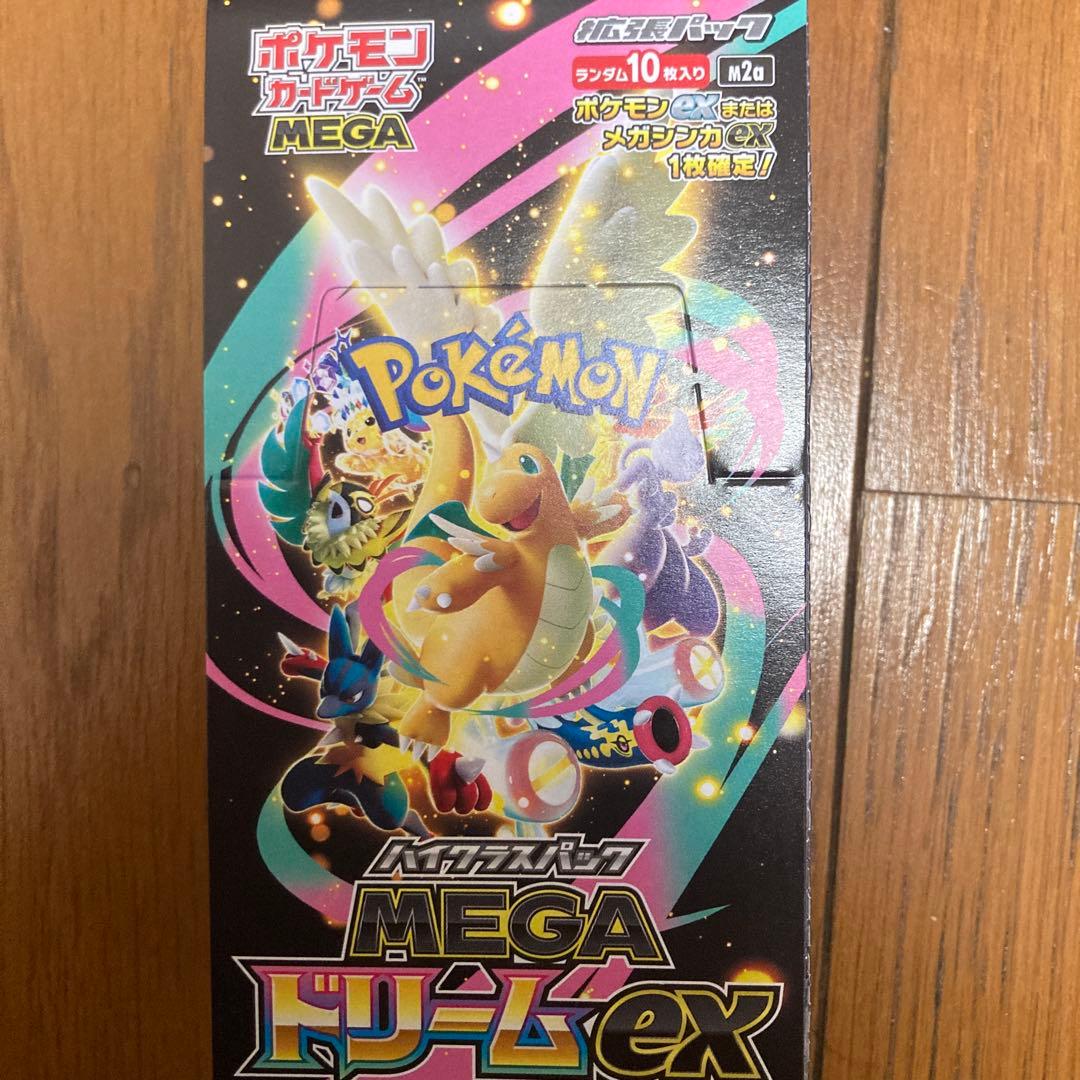 ポケモン
カードゲーム™
MEGA
拡張パック
ランダム10枚入り M2a
ポケモンexまたは
メガシンカex
1枚確定!
POKéMON
ハイクラスパック
MEGA
ドリームex